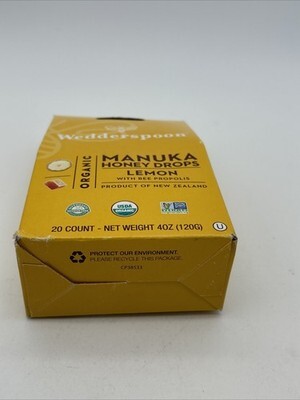 Wedderspoon
ORGANIC
MANUKA
HONEY DROPS
LEMON
WITH BEE PROPOLIS
PRODUCT OF NEW ZEALAND
USDA
ORGANIC
20 COUNT - NET WEIGHT 4OZ (120G)
U
PROTECT OUR ENVIRONMENT.
PLEASE RECYCLE THIS PACKAGE.